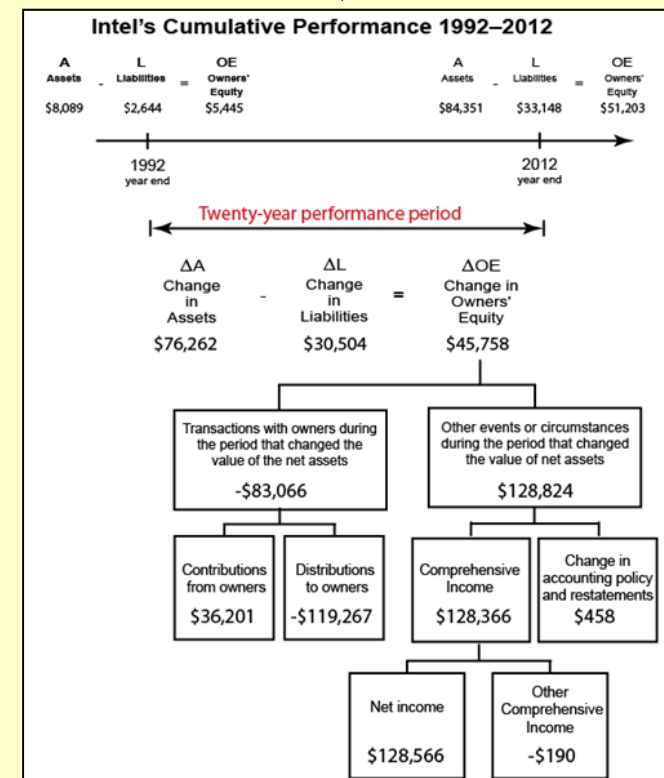 Intel's Cumulative Performance 1992–2012
A L OE A L OE
Assets - Liabilities = Owners' Equity Assets - Liabilities = Owners' Equity
$8,089 $2,644 $5,445 $84,351 $33,148 $51,203
1992 2012
year end year end
Twenty-year performance period
ΔA ΔL ΔOE
Change in Assets - Change in Liabilities = Change in Owners' Equity
$76,262 $30,504 $45,758
Transactions with owners during
the period that changed the
value of the net assets
-$83,066
Other events or circumstances
during the period that changed
the value of net assets
$128,824
Contributions
from owners
$36,201
Distributions
to owners
-$119,267
Comprehensive
Income
$128,366
Change in
accounting policy
and restatements
$458
Net income
$128,566
Other
Comprehensive
Income
-$190